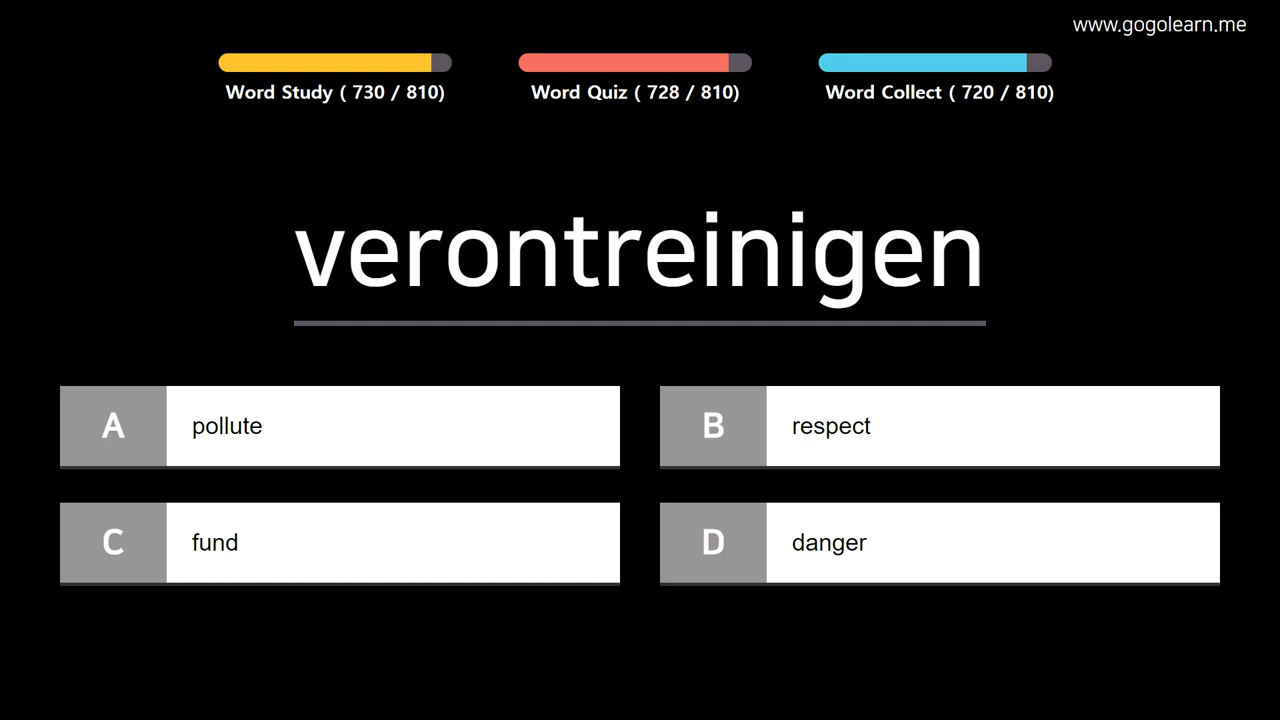 www.gogolearn.me
Word Study ( 730 / 810)
Word Quiz ( 728 / 810)
Word Collect ( 720 / 810)
verontreinigen
A pollute
B respect
C fund
D danger